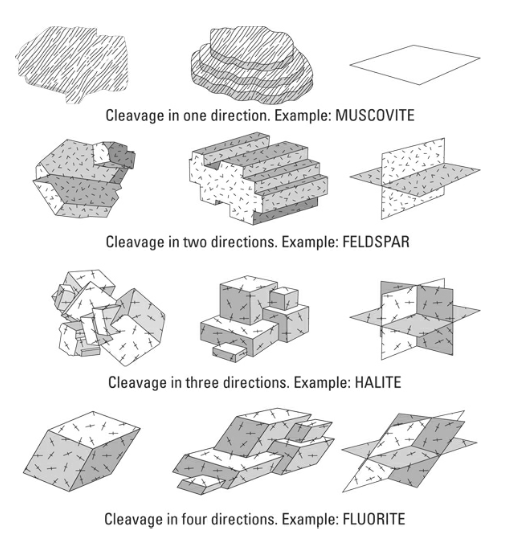 Cleavage in one direction. Example: MUSCOVITE
Cleavage in two directions. Example: FELDSPAR
Cleavage in three directions. Example: HALITE
Cleavage in four directions. Example: FLUORITE